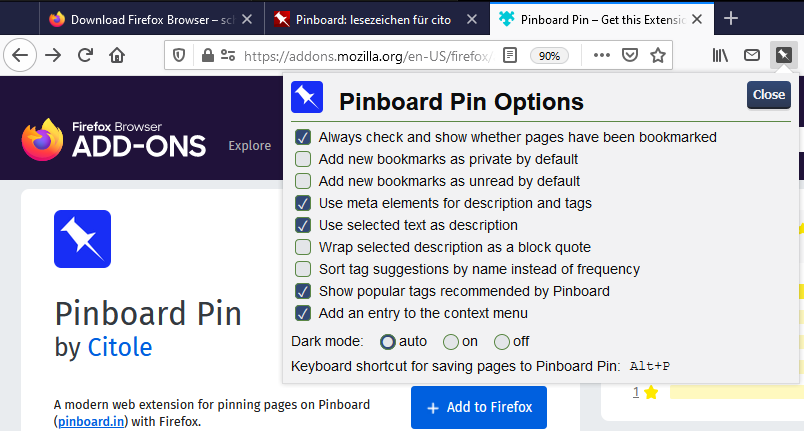 Download Firefox Browser – sc
Pinboard: lesezeichen für cito
Pinboard Pin – Get this Extensio
https://addons.mozilla.org/en-US/firefox/
90%
Pinboard Pin Options
Close
Firefox Browser
ADD-ONS
Explore
Always check and show whether pages have been bookmarked
Add new bookmarks as private by default
Add new bookmarks as unread by default
Use meta elements for description and tags
Use selected text as description
Wrap selected description as a block quote
Sort tag suggestions by name instead of frequency
Show popular tags recommended by Pinboard
Add an entry to the context menu
Dark mode: auto on off
Keyboard shortcut for saving pages to Pinboard Pin: Alt+P
Pinboard Pin
by Citole
A modern web extension for pinning pages on Pinboard
(pinboard.in) with Firefox.
+ Add to Firefox
1